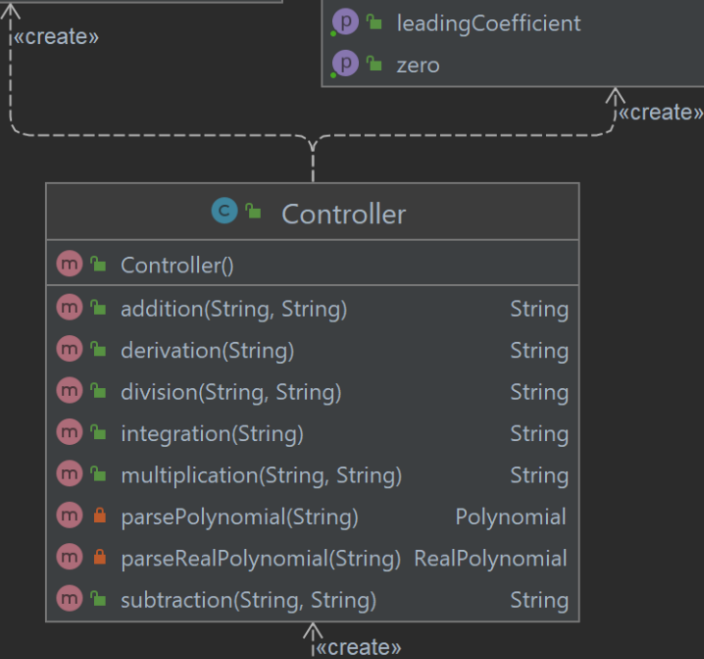 «create»
p leadingCoefficient
p zero
«create»
C Controller
m Controller()
m addition(String, String) String
m derivation(String) String
m division(String, String) String
m integration(String) String
m multiplication(String, String) String
m parsePolynomial(String) Polynomial
m parseRealPolynomial(String) RealPolynomial
m subtraction(String, String) String
«create»